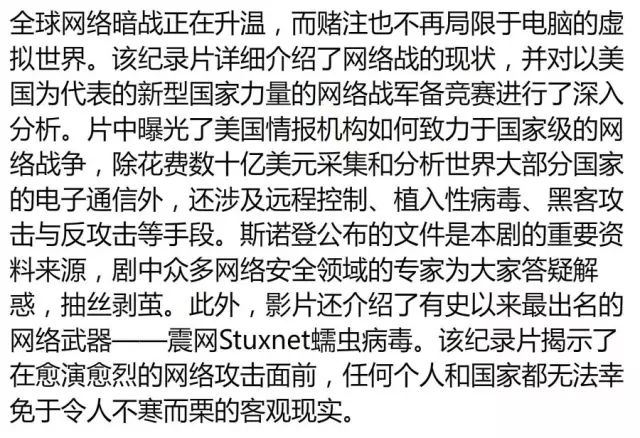 全球网络暗战正在升温，而赌注也不再局限于电脑的虚
拟世界。该纪录片详细介绍了网络战的现状，并对以美
国为代表的新型国家力量的网络战军备竞赛进行了深入
分析。片中曝光了美国情报机构如何致力于国家级的网
络战争，除花费数十亿美元采集和分析世界大部分国家
的电子通信外，还涉及远程控制、植入性病毒、黑客攻
击与反攻击等手段。斯诺登公布的文件是本剧的重要资
料来源，剧中众多网络安全领域的专家为大家答疑解
惑，抽丝剥茧。此外，影片还介绍了有史以来最出名的
网络武器——震网Stuxnet蠕虫病毒。该纪录片揭示了
在愈演愈烈的网络攻击面前，任何个人和国家都无法幸
免于令人不寒而栗的客观现实。